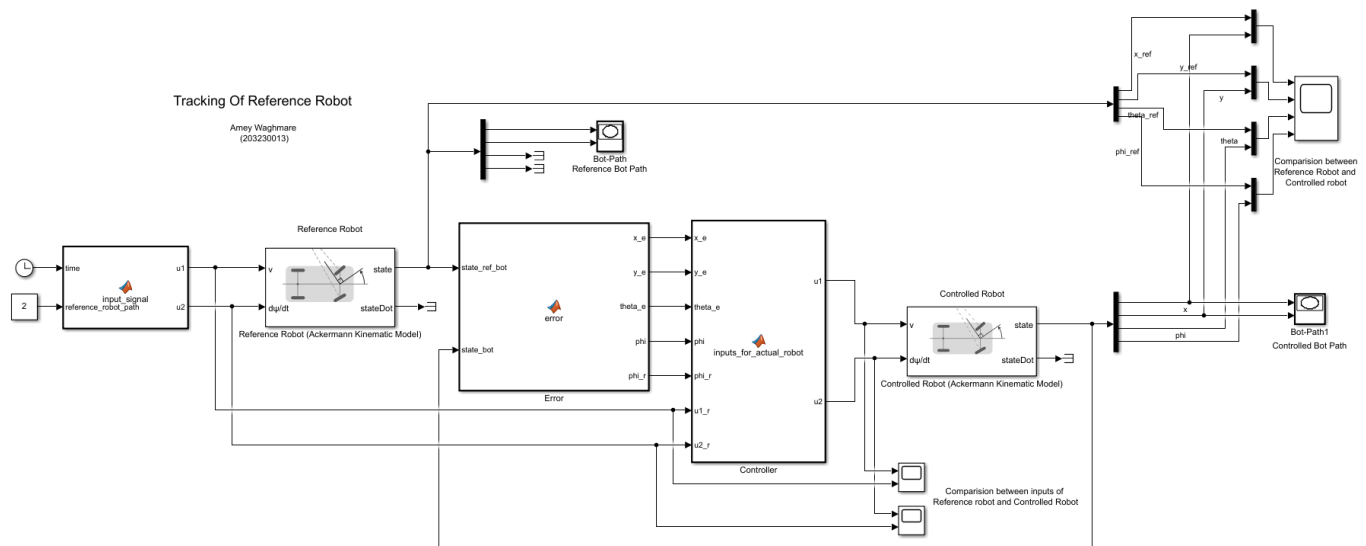 Tracking Of Reference Robot
Amey Waghmare
(203230013)
x_ref
y_ref
y
theta_ref
theta
phi_ref
Comparision between
Reference Robot and
Controlled robot
Bot-Path
Reference Bot Path
Reference Robot
time
reference_robot_path
input_signal
u1
u2
2
v
dψ/dt
state
stateDot
Reference Robot (Ackermann Kinematic Model)
state_ref_bot
state_bot
error
x_e
y_e
theta_e
phi
phi_r
Error
x_e
y_e
theta_e
phi
phi_r
u1_r
u2_r
inputs_for_actual_robot
u1
u2
Controller
Controlled Robot
v
dψ/dt
state
stateDot
Controlled Robot (Ackermann Kinematic Model)
x
phi
Bot-Path1
Controlled Bot Path
Comparision between inputs of
Reference robot and Controlled Robot